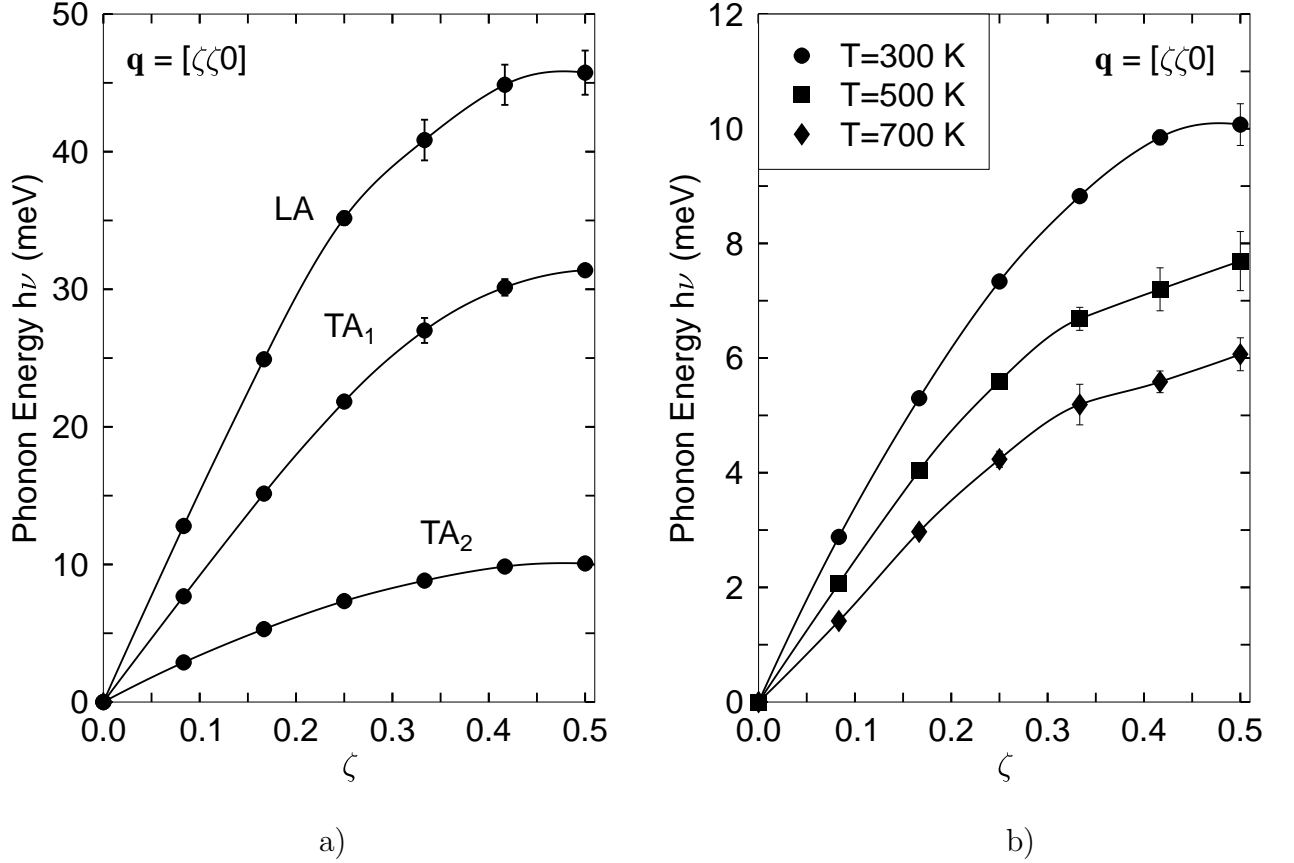 50
40
30
20
10
0
Phonon Energy hν (meV)
q = [ζζ0]
LA
TA₁
TA₂
0.0 0.1 0.2 0.3 0.4 0.5
ζ
a)
12
10
8
6
4
2
0
Phonon Energy hν (meV)
T=300 K
T=500 K
T=700 K
q = [ζζ0]
0.0 0.1 0.2 0.3 0.4 0.5
ζ
b)